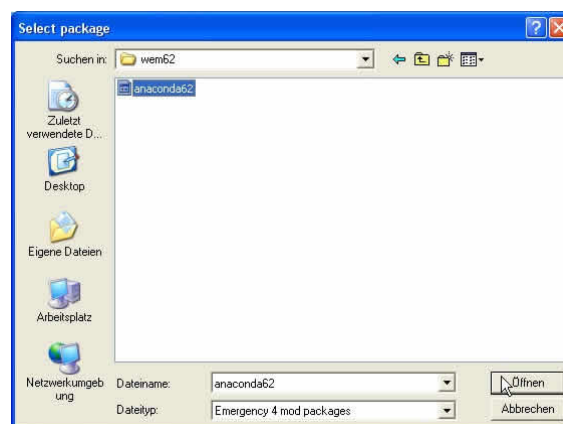 Select package
Suchen in:
wem62
anaconda62
Zuletzt
verwendete D...
Desktop
Eigene Dateien
Arbeitsplatz
Netzwerkumgeb
ung
Dateiname:
anaconda62
Öffnen
Dateityp:
Emergency 4 mod packages
Abbrechen